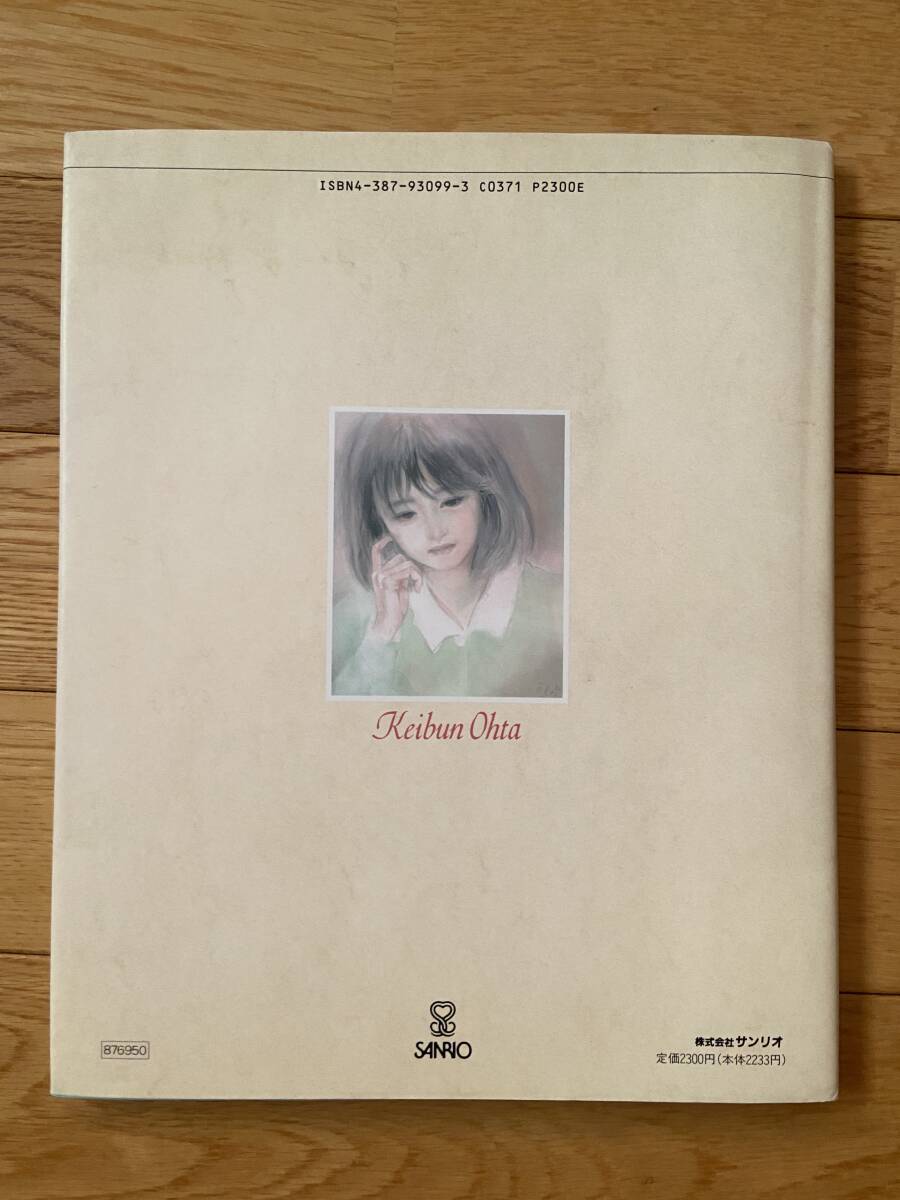 ISBN4-387-93099-3 C0371 P2300E
Keibun Ohta
876950
SANRIO
株式会社サンリオ
定価2300円(本体2233円)